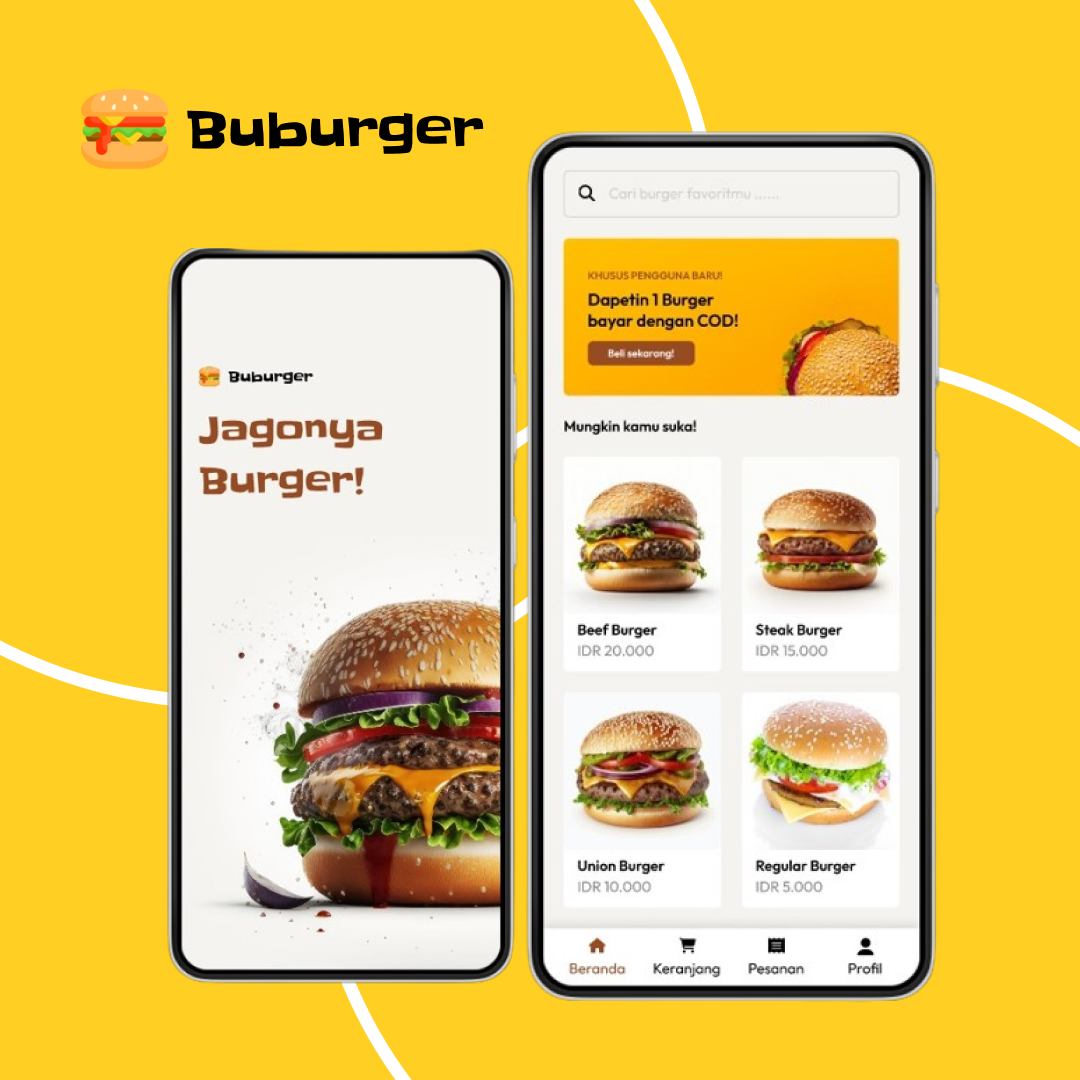 Buburger
Buburger
Jagonya
Burger!
Cari burger favoritmu ......
KHUSUS PENGGUNA BARU!
Dapetin 1 Burger
bayar dengan COD!
Beli sekarang!
Mungkin kamu suka!
Beef Burger
IDR 20.000
Steak Burger
IDR 15.000
Union Burger
IDR 10.000
Regular Burger
IDR 5.000
Beranda
Keranjang
Pesanan
Profil